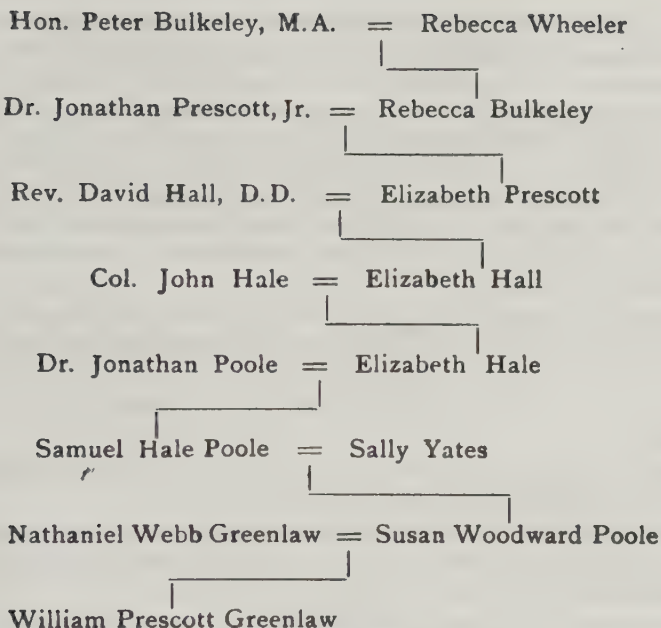 Hon. Peter Bulkeley, M.A. = Rebecca Wheeler
Dr. Jonathan Prescott, Jr. = Rebecca Bulkeley
Rev. David Hall, D.D. = Elizabeth Prescott
Col. John Hale = Elizabeth Hall
Dr. Jonathan Poole = Elizabeth Hale
Samuel Hale Poole = Sally Yates
Nathaniel Webb Greenlaw = Susan Woodward Poole
William Prescott Greenlaw